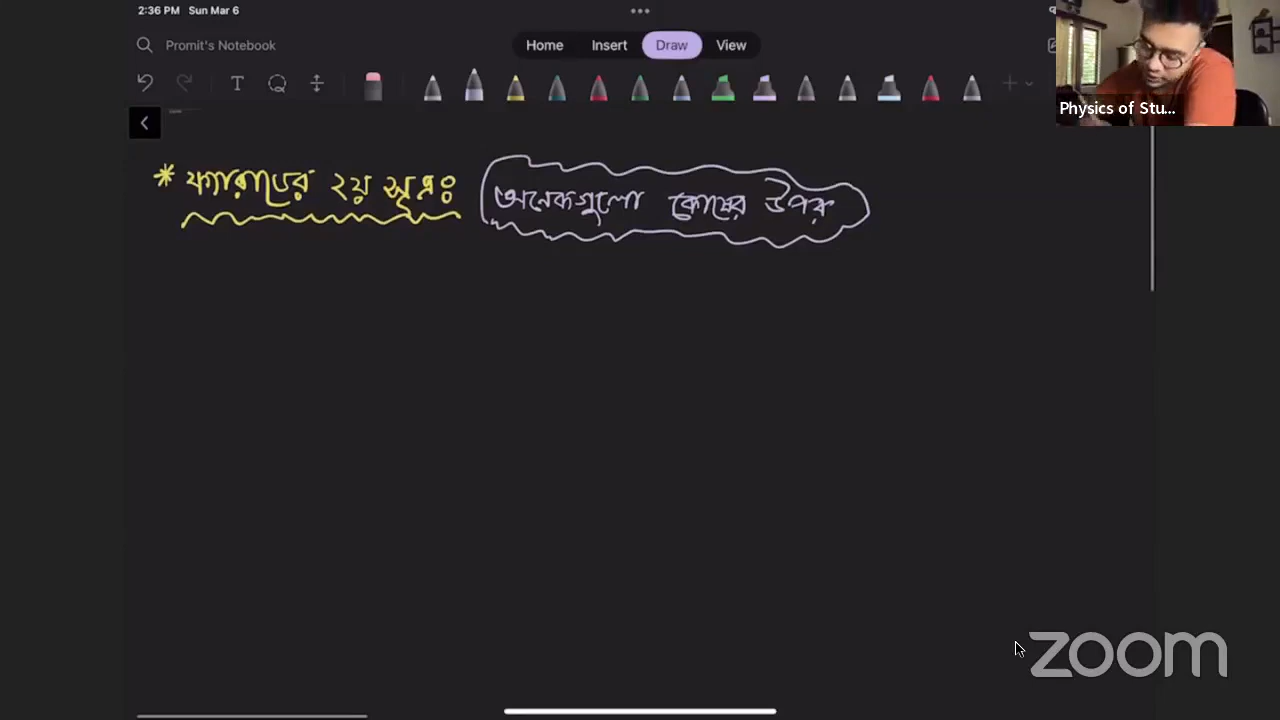 2:36 PM Sun Mar 6
Promit's Notebook
Home Insert Draw View
T
Physics of Stu...
* ফ্যারাডের ২য় সূত্রঃ অনেকগুলো কোষের উপর
zoom